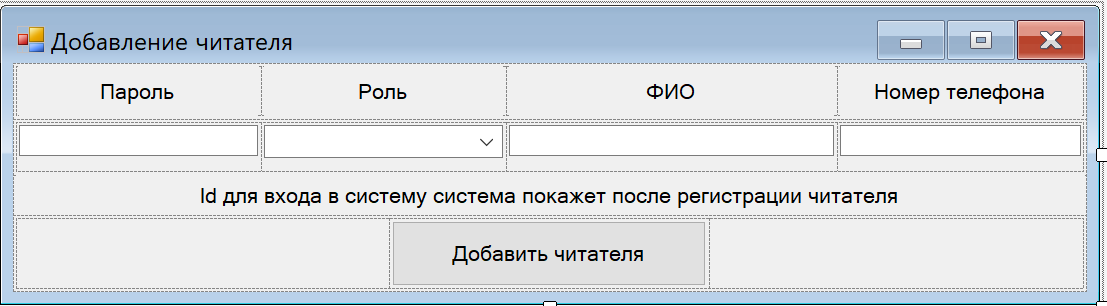 Добавление читателя
Пароль Роль ФИО Номер телефона
Id для входа в систему система покажет после регистрации читателя
Добавить читателя